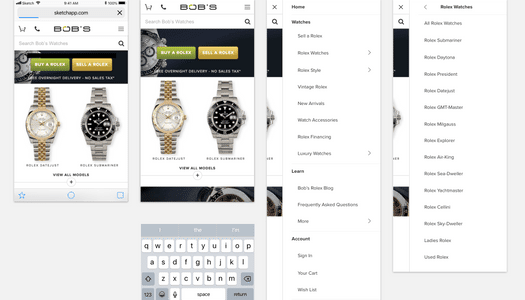 Sketch
9:41 AM
100%
sketchapp.com
BOB'S
Search Bob's Watches
BUY A ROLEX
SELL A ROLEX
FREE OVERNIGHT DELIVERY - NO SALES TAX*
ROLEX DATEJUST
ROLEX SUBMARINER
VIEW ALL MODELS
BOB'S
Search Bob's Watches
BUY A ROLEX
SELL A ROLEX
FREE OVERNIGHT DELIVERY - NO SALES TAX*
ROLEX DATEJUST
ROLEX SUBMARINER
VIEW ALL MODELS
I
the
I'm
q w e r t y u i o p
a s d f g h j k l
z x c v b n m
123
space
return
Home
Watches
Sell a Rolex
Rolex Watches
Rolex Style
Vintage Rolex
New Arrivals
Watch Accessories
Rolex Financing
Luxury Watches
Learn
Bob's Rolex Blog
Frequently Asked Questions
More
Account
Sign In
Your Cart
Wish List
Rolex Watches
All Rolex Watches
Rolex Submariner
Rolex Daytona
Rolex President
Rolex Datejust
Rolex GMT-Master
Rolex Milgauss
Rolex Explorer
Rolex Air-King
Rolex Sea-Dweller
Rolex Yachtmaster
Rolex Cellini
Rolex Sky-Dweller
Ladies Rolex
Used Rolex